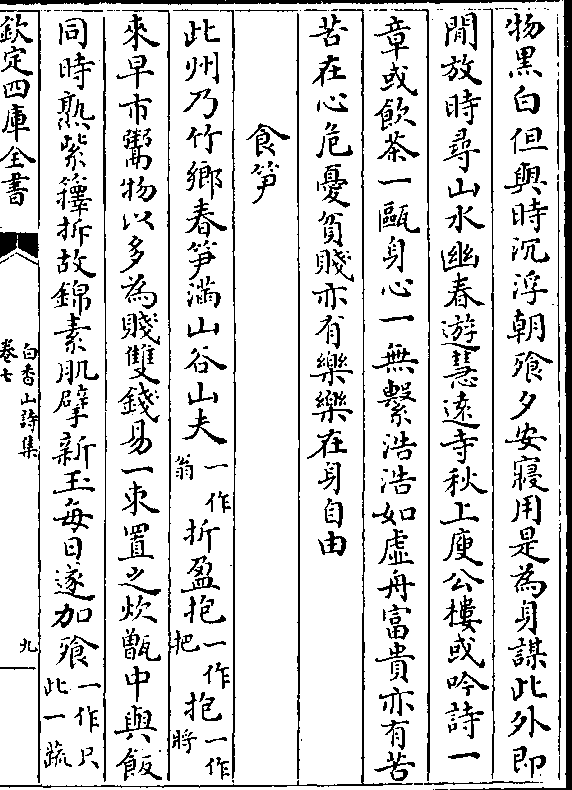 物黒白但與時沉浮朝飱夕安寢用是為身謀此外即
閒放時尋山水幽春遊慧遠寺秋上庾公樓或吟詩一
章或飲茶一甌身心一無繫浩浩如虚舟富貴亦有苦
苦在心危憂貧賤亦有樂樂在身自由
食笋
此州乃竹鄉春笋滿山谷山夫一作翁折盈抱一作把抱一作將
來早市鬻物以多為賤雙錢易一束置之炊甑中與飯
同時熟紫籜拆故錦素肌擘新玉每日遂加飱一作只此一蔬
欽定四庫全書
白香山詩集
卷七
九